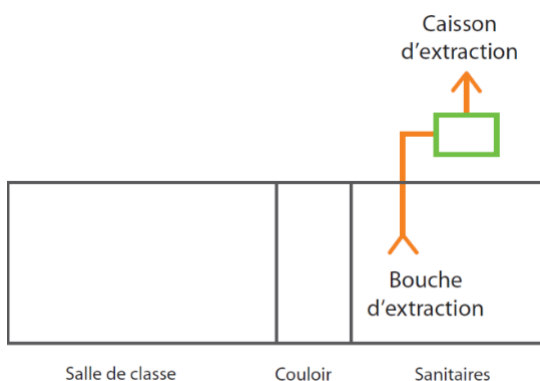 Caisson
d'extraction
Bouche
d'extraction
Salle de classe
Couloir
Sanitaires